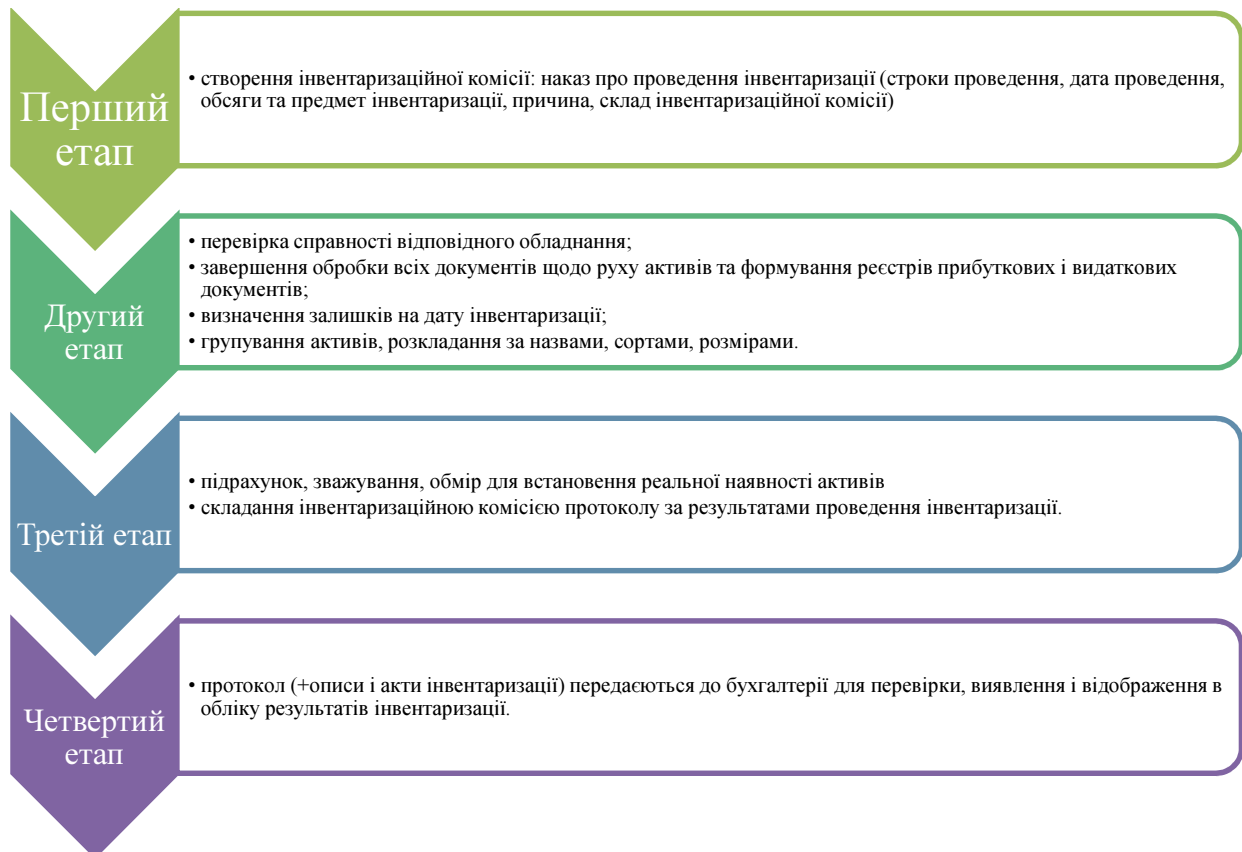 Перший
етап
• створення інвентаризаційної комісії: наказ про проведення інвентаризації (строки проведення, дата проведення,
обсяги та предмет інвентаризації, причина, склад інвентаризаційної комісії)
Другий
етап
• перевірка справності відповідного обладнання;
• завершення обробки всіх документів щодо руху активів та формування реєстрів прибуткових і видаткових
документів;
• визначення залишків на дату інвентаризації;
• групування активів, розкладання за назвами, сортами, розмірами.
Третій етап
• підрахунок, зважування, обмір для встановення реальної наявності активів
• складання інвентаризаційною комісією протоколу за результатами проведення інвентаризації.
Четвертий
етап
• протокол (+описи і акти інвентаризації) передаєються до бухгалтерії для перевірки, виявлення і відображення в
обліку результатів інвентаризації.